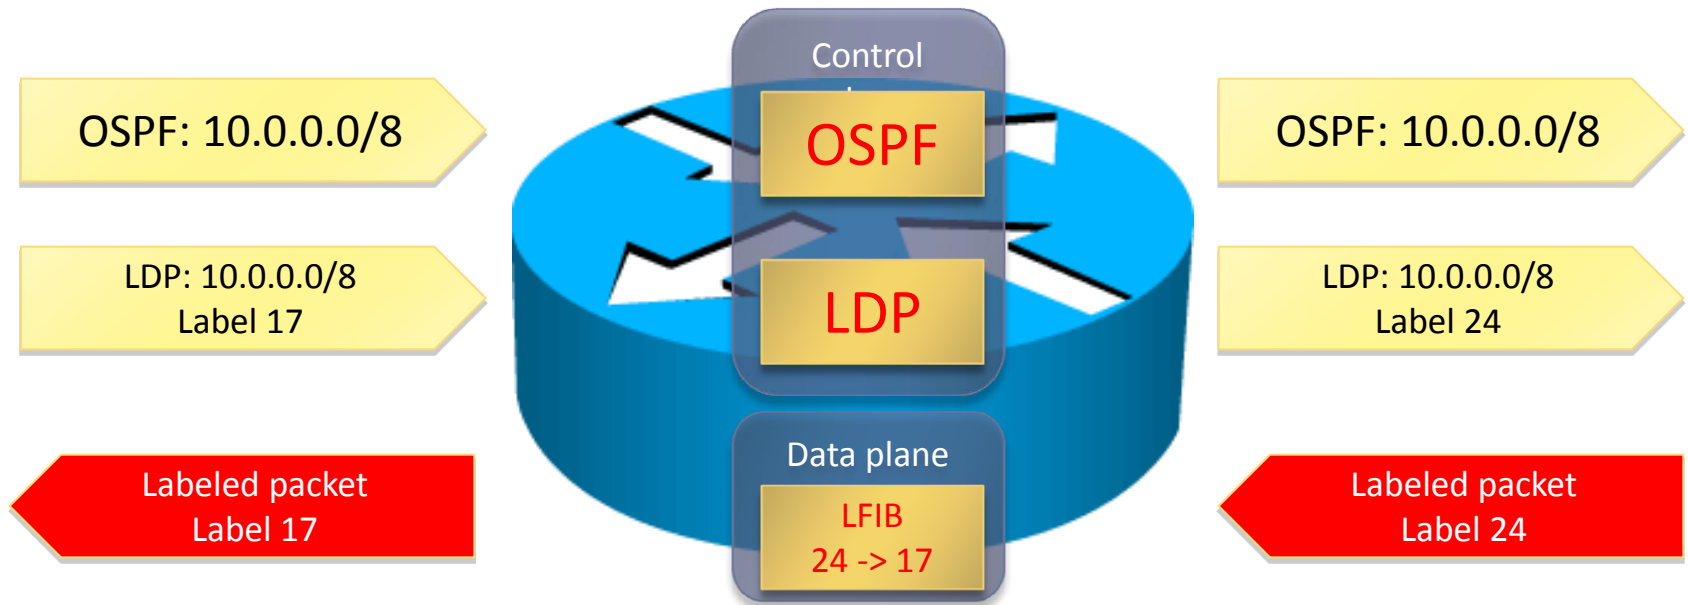 Control
OSPF: 10.0.0.0/8
OSPF
OSPF: 10.0.0.0/8
LDP: 10.0.0.0/8
Label 17
LDP
LDP: 10.0.0.0/8
Label 24
Data plane
Labeled packet
Label 17
LFIB
24 -> 17
Labeled packet
Label 24